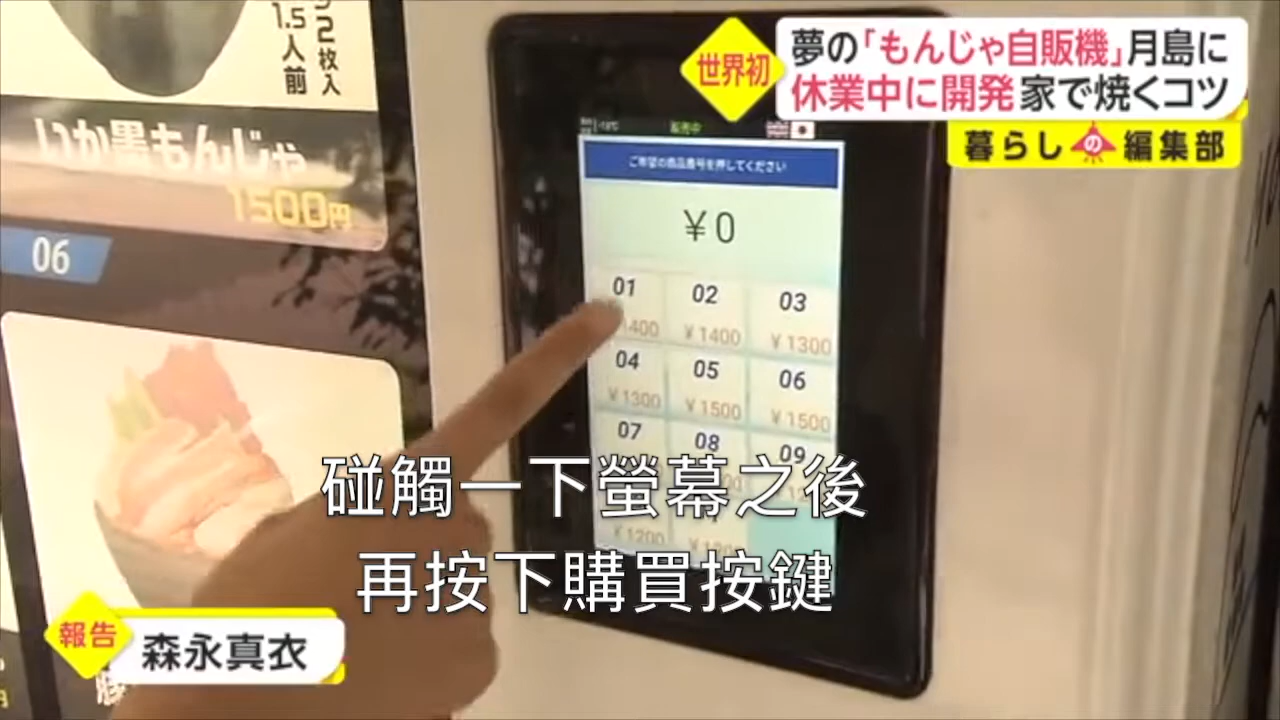 世界初
夢の「もんじゃ自販機」月島に
休業中に開発 家で焼くコツ
暮らしの編集部
2枚入
1.5人前
いか墨もんじゃ
1500円
06
販売中
ご希望の商品番号を押してください
¥0
01 02 03
1400 ¥1400 ¥1300
04 05 06
¥1300 ¥1500 ¥1500
07 08 09
¥1200
碰觸一下螢幕之後
再按下購買按鍵
報告
森永真衣